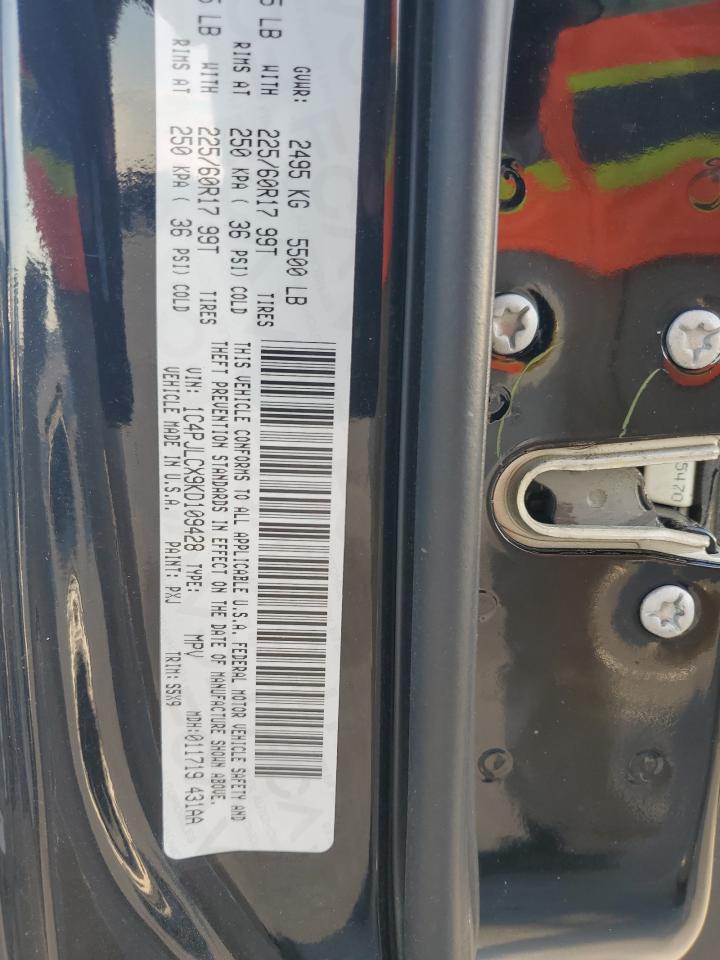 GVWR: 2495 KG 5500 LB
5 LB WITH 225/60R17 99T TIRES
RIMS AT 250 KPA ( 36 PSI) COLD
5 LB WITH 225/60R17 99T TIRES
RIMS AT 250 KPA ( 36 PSI) COLD
THIS VEHICLE CONFORMS TO ALL APPLICABLE U.S.A. FEDERAL MOTOR VEHICLE SAFETY AND
THEFT PREVENTION STANDARDS IN EFFECT ON THE DATE OF MANUFACTURE SHOWN ABOVE.
VIN: 1C4PJLCX9KD109428 TYPE: MPV MDH:011719 431AA
VEHICLE MADE IN U.S.A. PAINT: PXJ TRIM: S5X9
5470